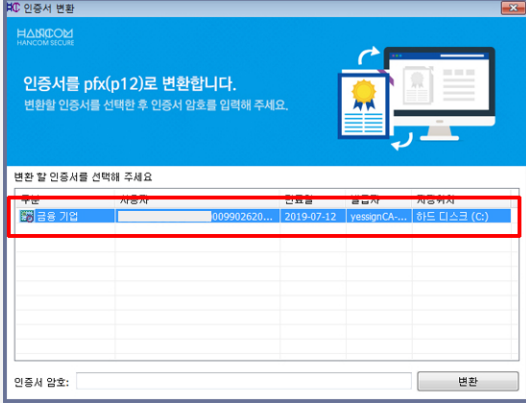 인증서 변환
HANCOM
HANCOM SECURE
인증서를 pfx(p12)로 변환합니다.
변환할 인증서를 선택한 후 인증서 암호를 입력해 주세요.
변환 할 인증서를 선택해 주세요
구분 사용자 만료일 발급자 저장위치
금융 기업 009902620... 2019-07-12 yessignCA-... 하드 디스크 (C:)
인증서 암호: 변환